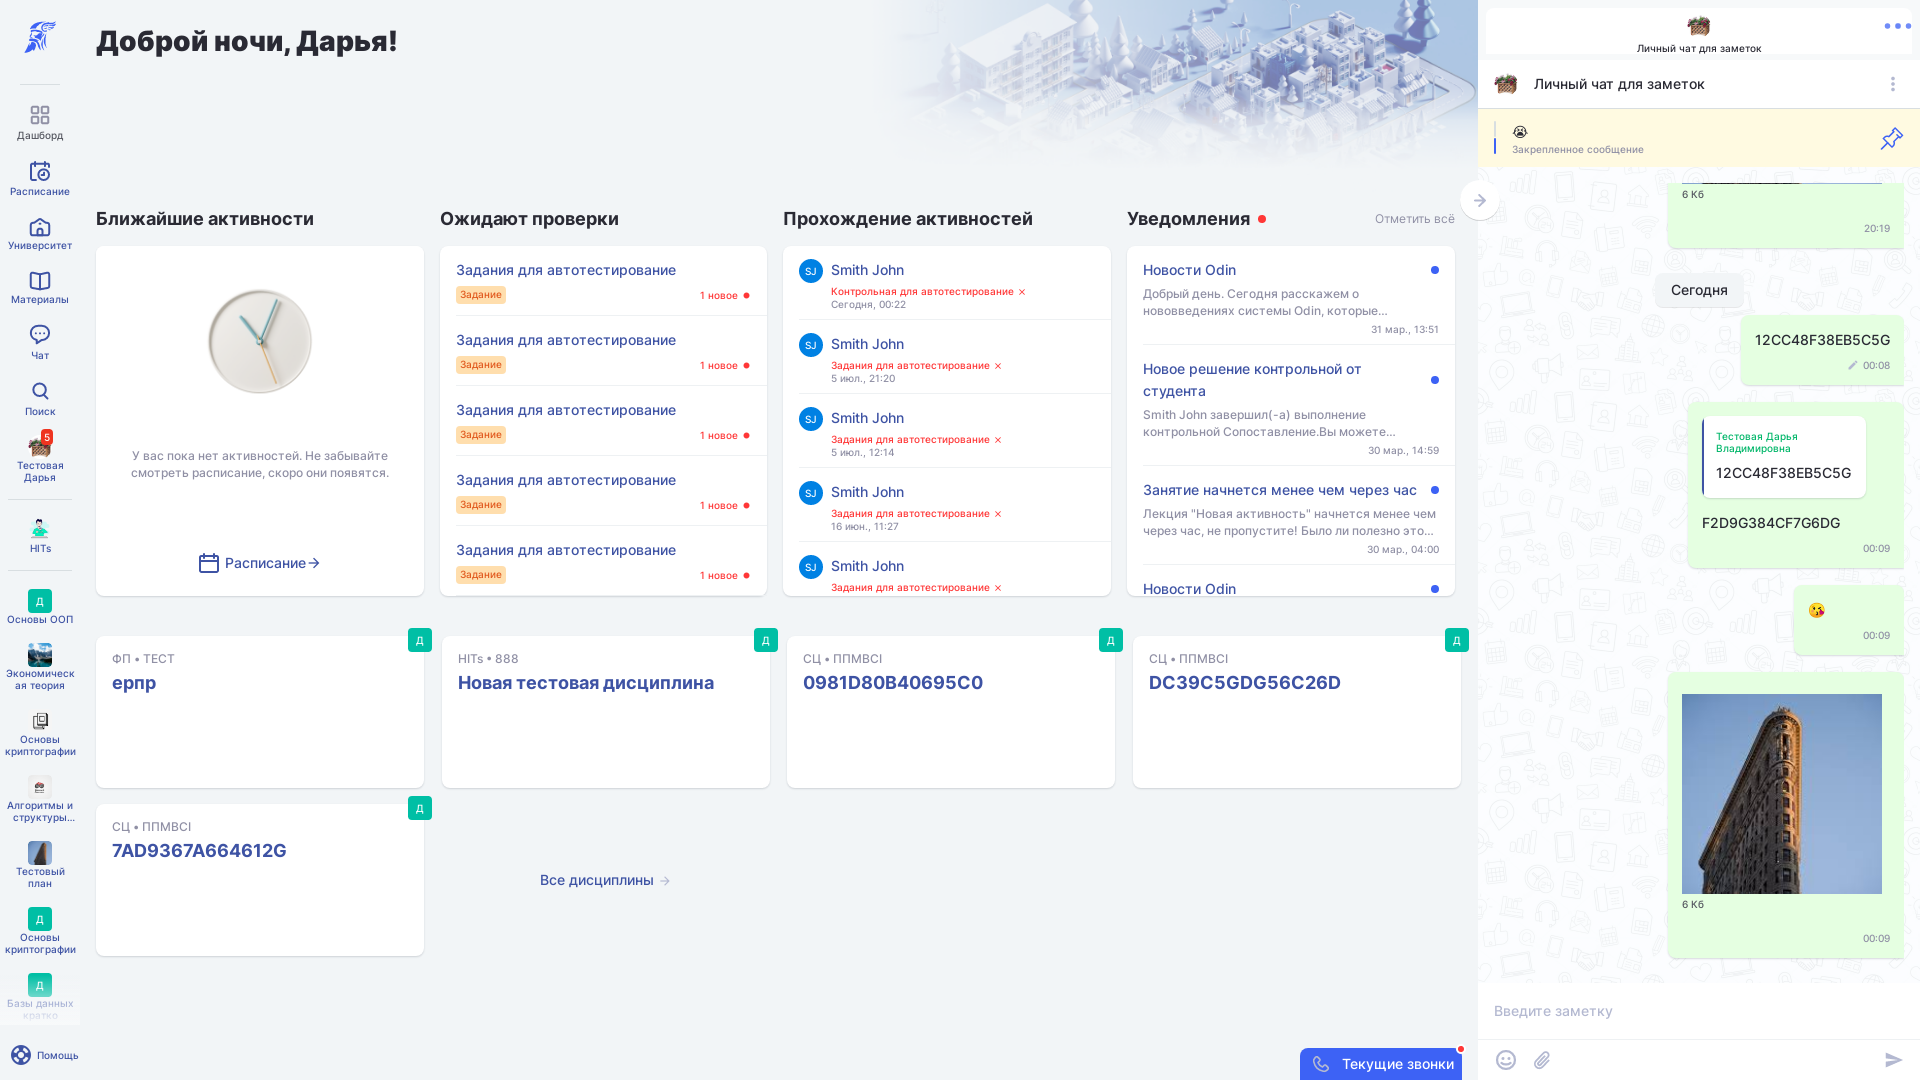 Доброй ночи, Дарья!
Дашборд
Расписание
Университет
Материалы
Чат
Поиск
5
Тестовая
Дарья
HITs
Д
Основы ООП
Экономическ
ая теория
Основы
криптографии
Алгоритмы и
структуры...
Тестовый
план
Д
Основы
криптографии
Д
Базы данных
кратко
Помощь
Ближайшие активности
У вас пока нет активностей. Не забывайте
смотреть расписание, скоро они появятся.
Расписание
Ожидают проверки
Задания для автотестирование
Задание
1 новое
Задания для автотестирование
Задание
1 новое
Задания для автотестирование
Задание
1 новое
Задания для автотестирование
Задание
1 новое
Задания для автотестирование
Задание
1 новое
Прохождение активностей
SJ
Smith John
Контрольная для автотестирование
Сегодня, 00:22
SJ
Smith John
Задания для автотестирование
5 июл., 21:20
SJ
Smith John
Задания для автотестирование
5 июл., 12:14
SJ
Smith John
Задания для автотестирование
16 июн., 11:27
SJ
Smith John
Задания для автотестирование
Уведомления
Отметить всё
Новости Odin
Добрый день. Сегодня расскажем о
нововведениях системы Odin, которые...
31 мар., 13:51
Новое решение контрольной от
студента
Smith John завершил(-а) выполнение
контрольной Сопоставление.Вы можете...
30 мар., 14:59
Занятие начнется менее чем через час
Лекция "Новая активность" начнется менее чем
через час, не пропустите! Было ли полезно это...
30 мар., 04:00
Новости Odin
Д
ФП • ТЕСТ
ерпр
Д
HITs • 888
Новая тестовая дисциплина
Д
СЦ • ППМВСІ
0981D80B40695C0
Д
СЦ • ППМВСІ
DC39C5GDG56C26D
Д
СЦ • ППМВСІ
7AD9367A664612G
Все дисциплины
Текущие звонки
Личный чат для заметок
Личный чат для заметок
😭
Закрепленное сообщение
6 Кб
20:19
Сегодня
12CC48F38EB5C5G
00:08
Тестовая Дарья
Владимировна
12CC48F38EB5C5G
F2D9G384CF7G6DG
00:09
😘
00:09
6 Кб
00:09
Введите заметку